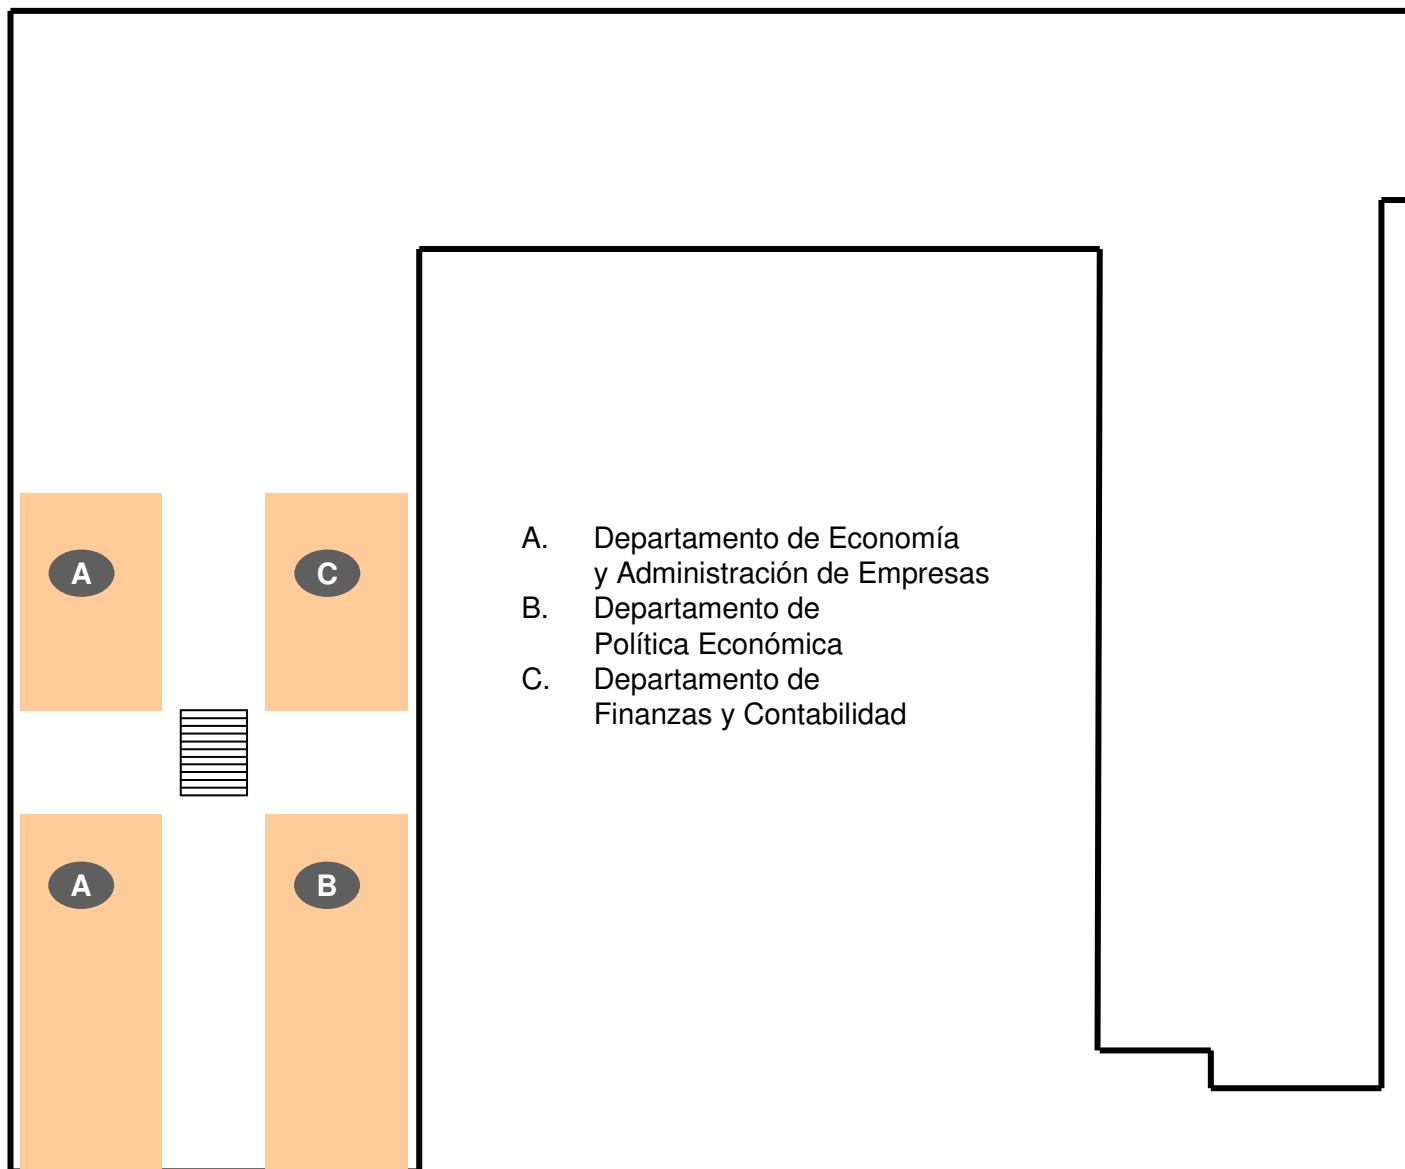 A C
A. Departamento de Economía
y Administración de Empresas
B. Departamento de
Política Económica
C. Departamento de
Finanzas y Contabilidad
A B